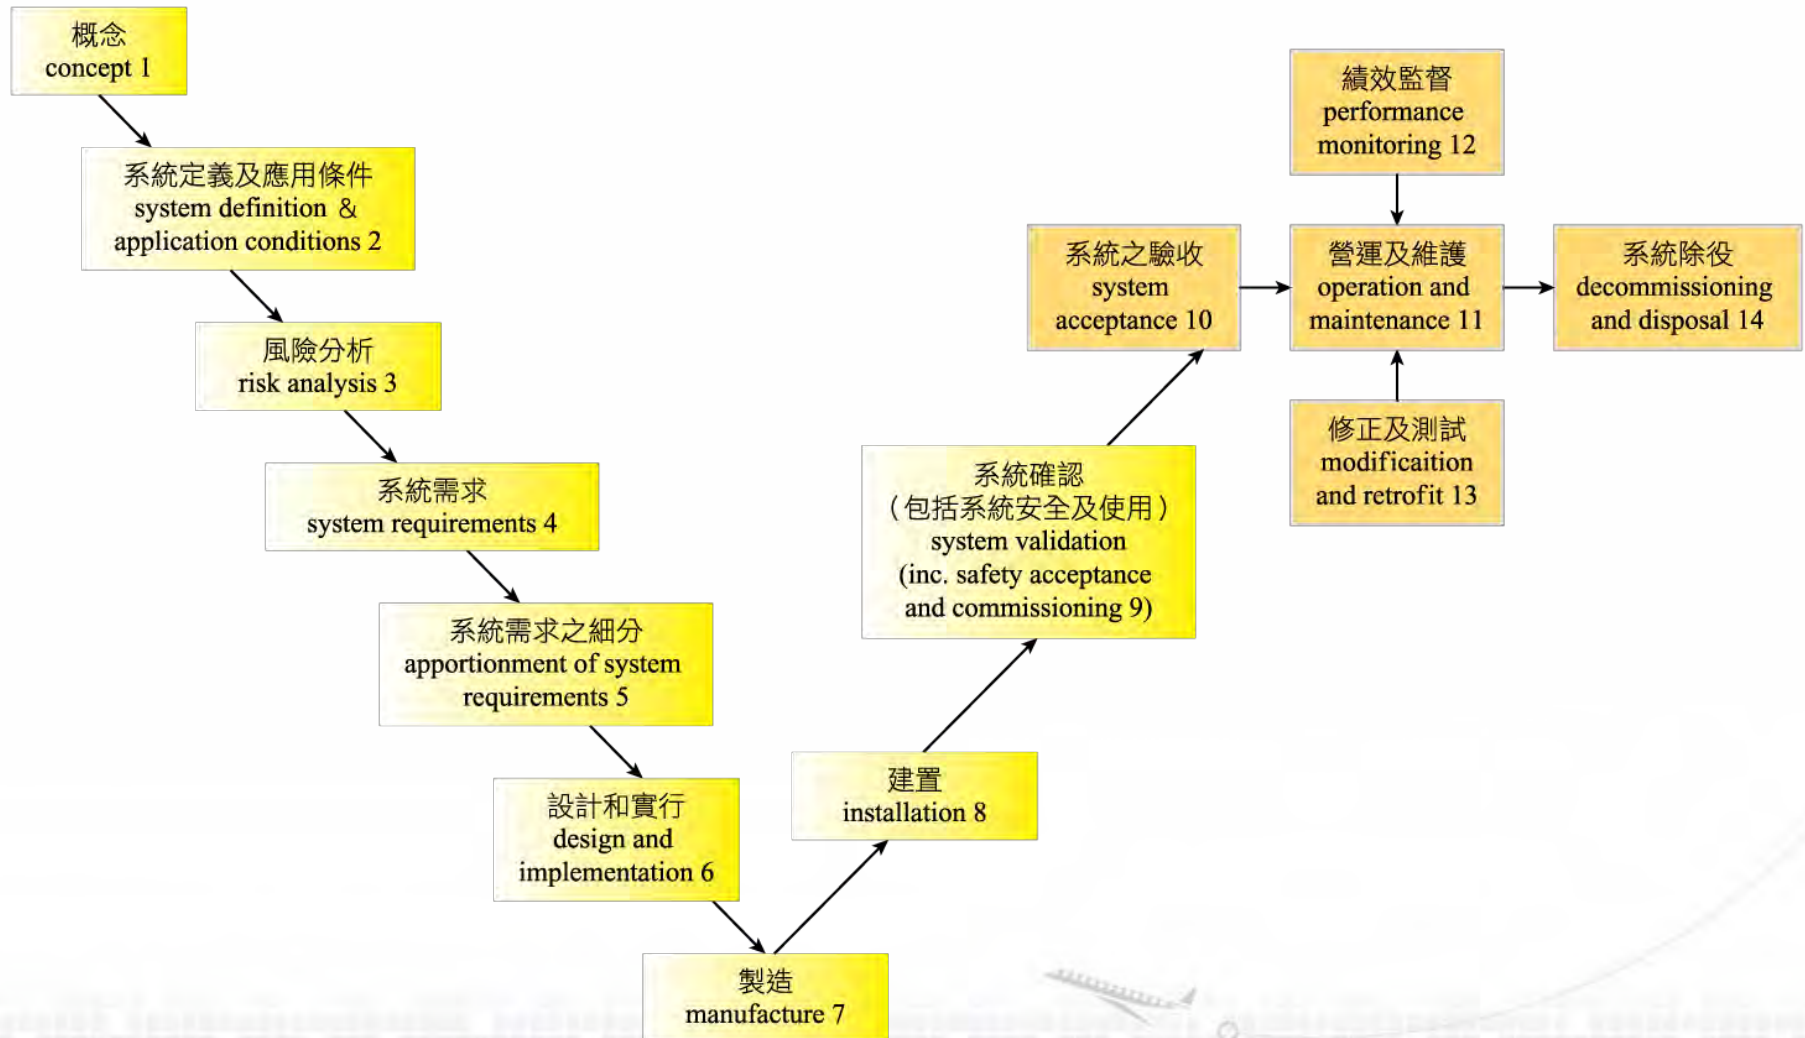 概念
concept 1
系統定義及應用條件
system definition &
application conditions 2
風險分析
risk analysis 3
系統需求
system requirements 4
系統需求之細分
apportionment of system
requirements 5
設計和實行
design and
implementation 6
製造
manufacture 7
建置
installation 8
系統確認
（包括系統安全及使用）
system validation
(inc. safety acceptance
and commissioning 9)
系統之驗收
system
acceptance 10
營運及維護
operation and
maintenance 11
績效監督
performance
monitoring 12
修正及測試
modificaition
and retrofit 13
系統除役
decommissioning
and disposal 14